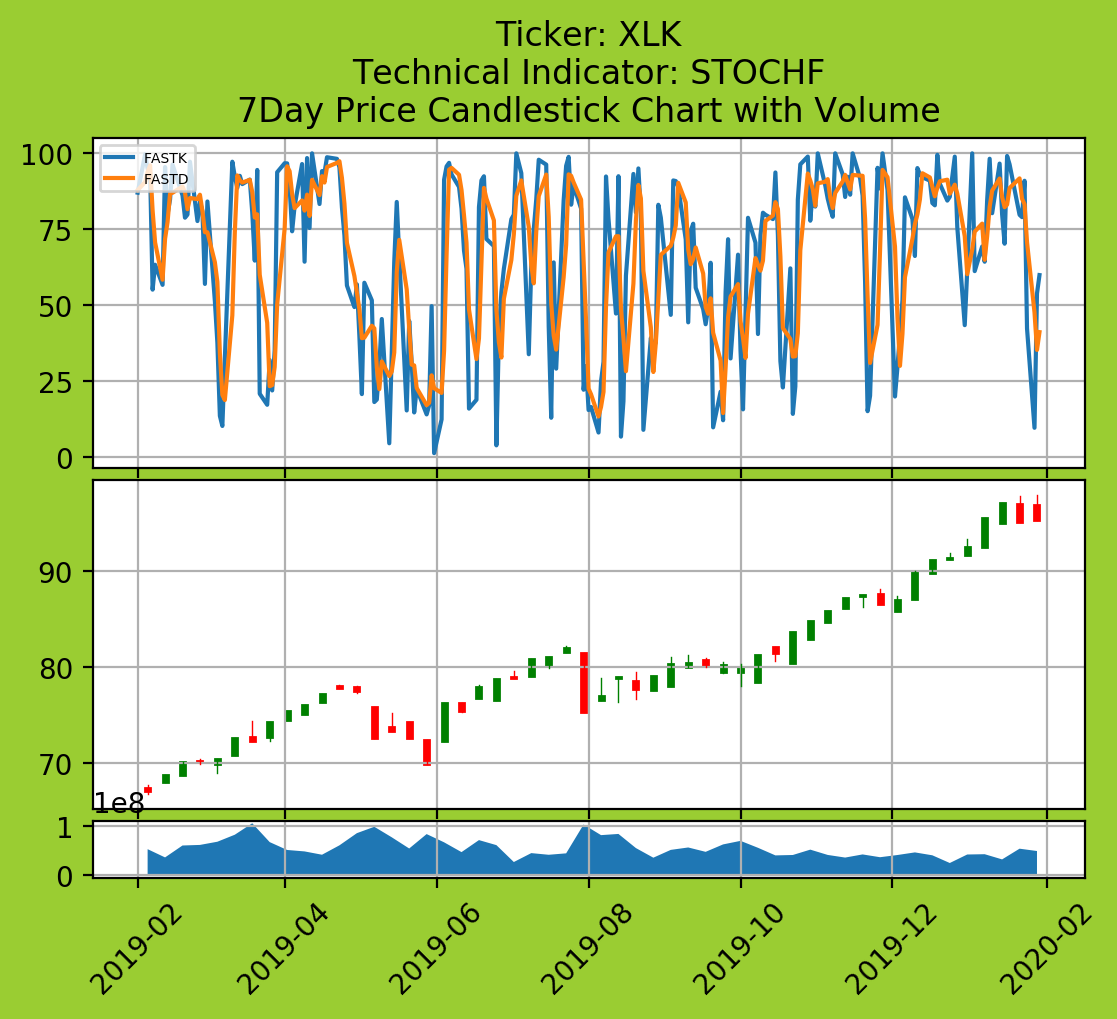 Ticker: XLK
Technical Indicator: STOCHF
7Day Price Candlestick Chart with Volume
FASTK
FASTD
100
75
50
25
0
90
80
70
1e8
1
0
2019-02
2019-04
2019-06
2019-08
2019-10
2019-12
2020-02